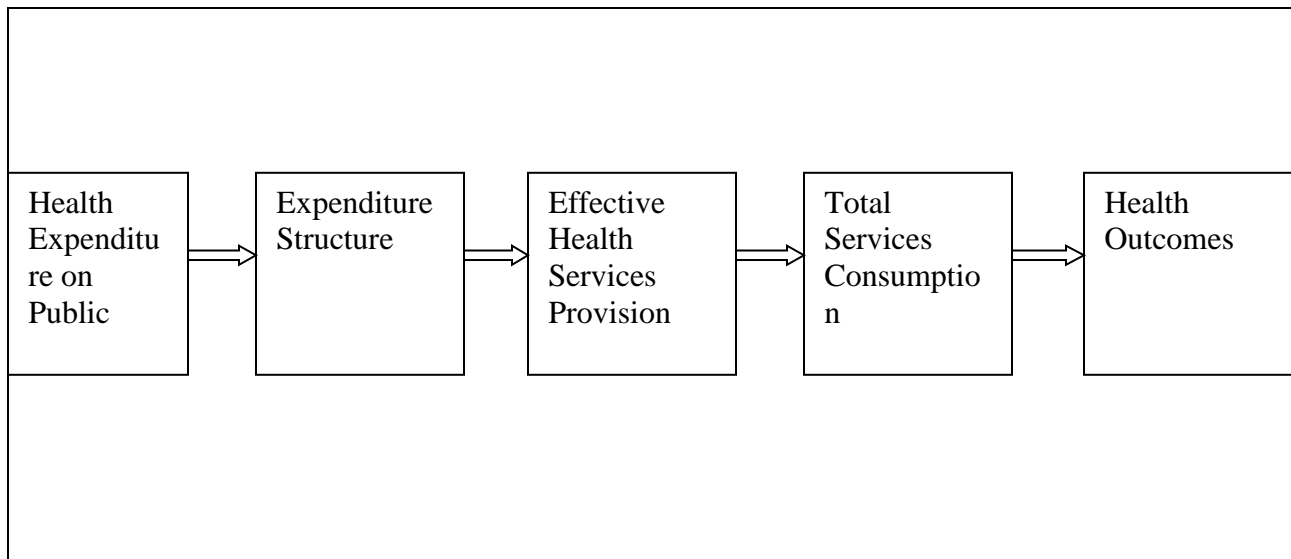 Health
Expenditu
re on
Public
Expenditure
Structure
Effective
Health
Services
Provision
Total
Services
Consumptio
n
Health
Outcomes